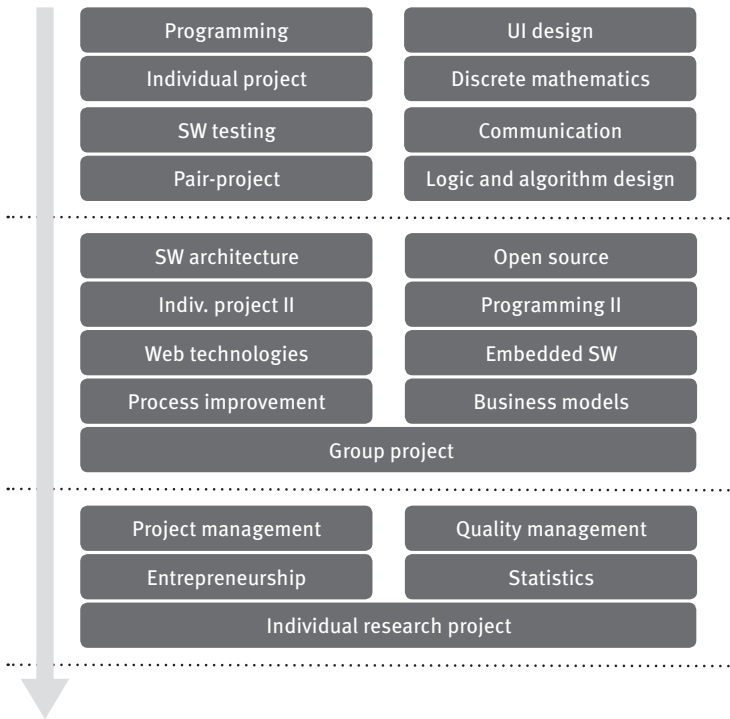 Programming
UI design
Individual project
Discrete mathematics
SW testing
Communication
Pair-project
Logic and algorithm design
SW architecture
Open source
Indiv. project II
Programming II
Web technologies
Embedded SW
Process improvement
Business models
Group project
Project management
Quality management
Entrepreneurship
Statistics
Individual research project